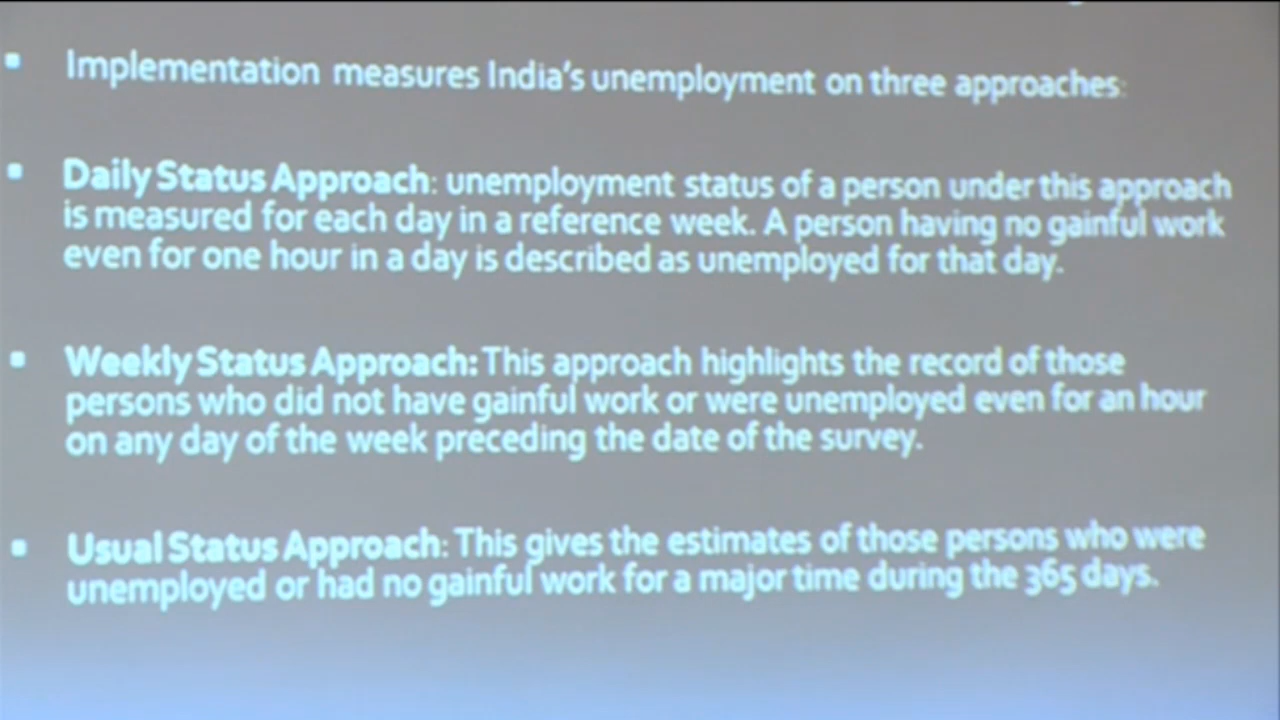 ▪ Implementation measures India's unemployment on three approaches:
▪ Daily Status Approach: unemployment status of a person under this approach
is measured for each day in a reference week. A person having no gainful work
even for one hour in a day is described as unemployed for that day.
▪ Weekly Status Approach: This approach highlights the record of those
persons who did not have gainful work or were unemployed even for an hour
on any day of the week preceding the date of the survey.
▪ Usual Status Approach: This gives the estimates of those persons who were
unemployed or had no gainful work for a major time during the 365 days.